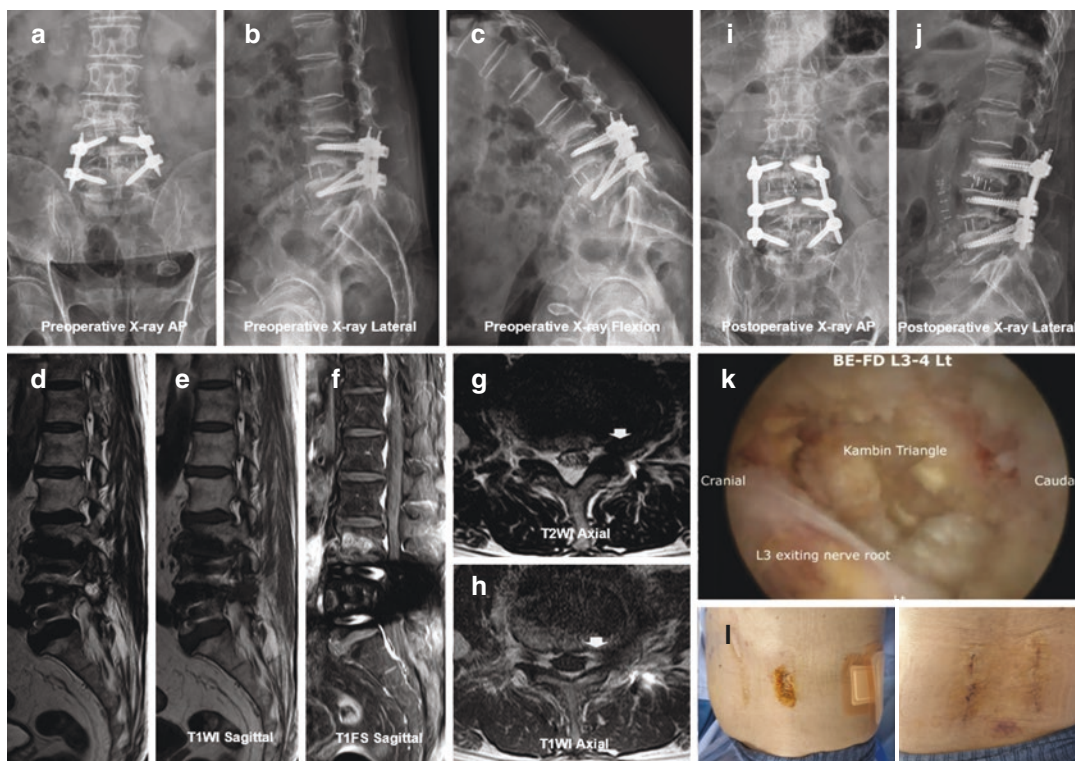 a
b
c
i
j
Preoperative X-ray AP
Preoperative X-ray Lateral
Preoperative X-ray Flexion
Postoperative X-ray AP
Postoperative X-ray Lateral
d
e
f
g
T2WI Axial
h
T1WI Axial
T1WI Sagittal
T1FS Sagittal
k
BE-FD L3-4 Lt
Kambin Triangle
Cranial
Cauda
L3 exiting nerve root
l